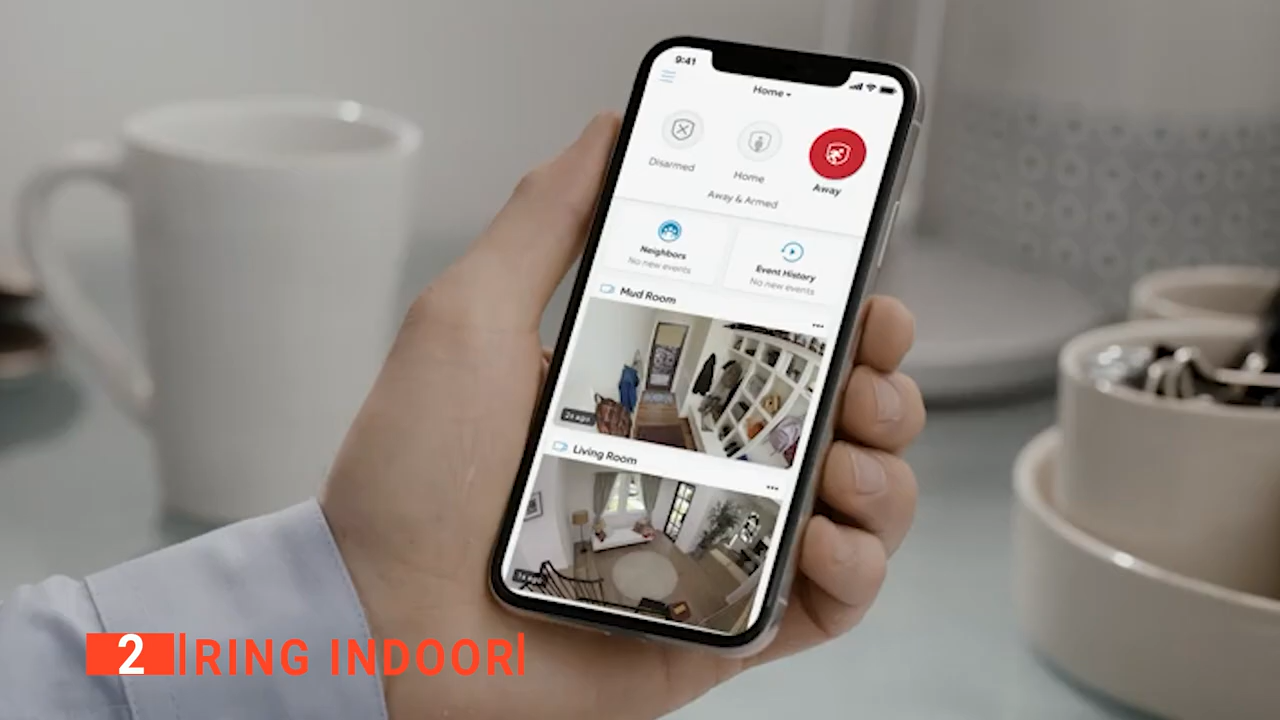 9:41
Home
Disarmed
Home
Away
Away & Armed
Neighbors
No new events
Event History
No new events
Mud Room
2s ago
Living Room
2 RING INDOOR